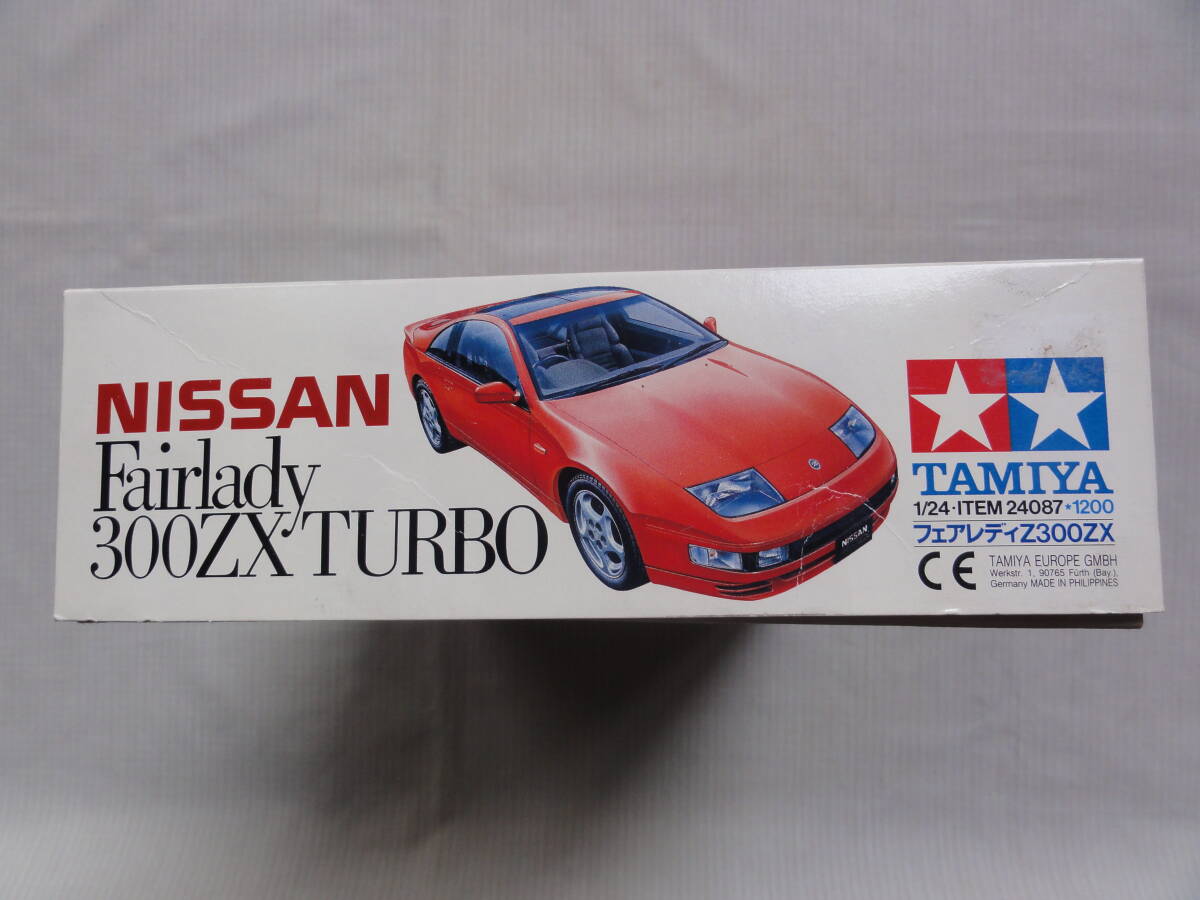 NISSAN
Fairlady
300ZX TURBO
NISSAN
TAMIYA
1/24・ITEM 24087★1200
フェアレディZ300ZX
CE
TAMIYA EUROPE GMBH
Werkstr. 1, 90765 Fürth (Bay.),
Germany MADE IN PHILIPPINES